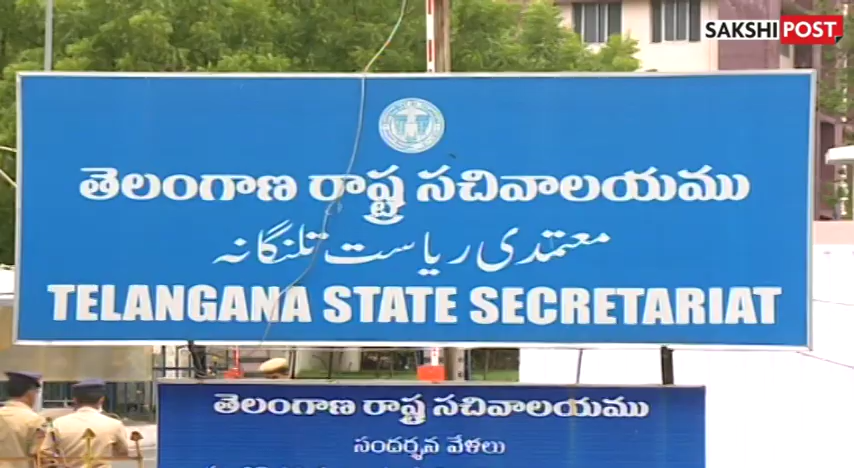 SAKSHI POST
తెలంగాణ రాష్ట్ర సచివాలయము
معتمدی ریاست تلنگانہ
TELANGANA STATE SECRETARIAT
తెలంగాణ రాష్ట్ర సచివాలయము
సందర్శన వేళలు